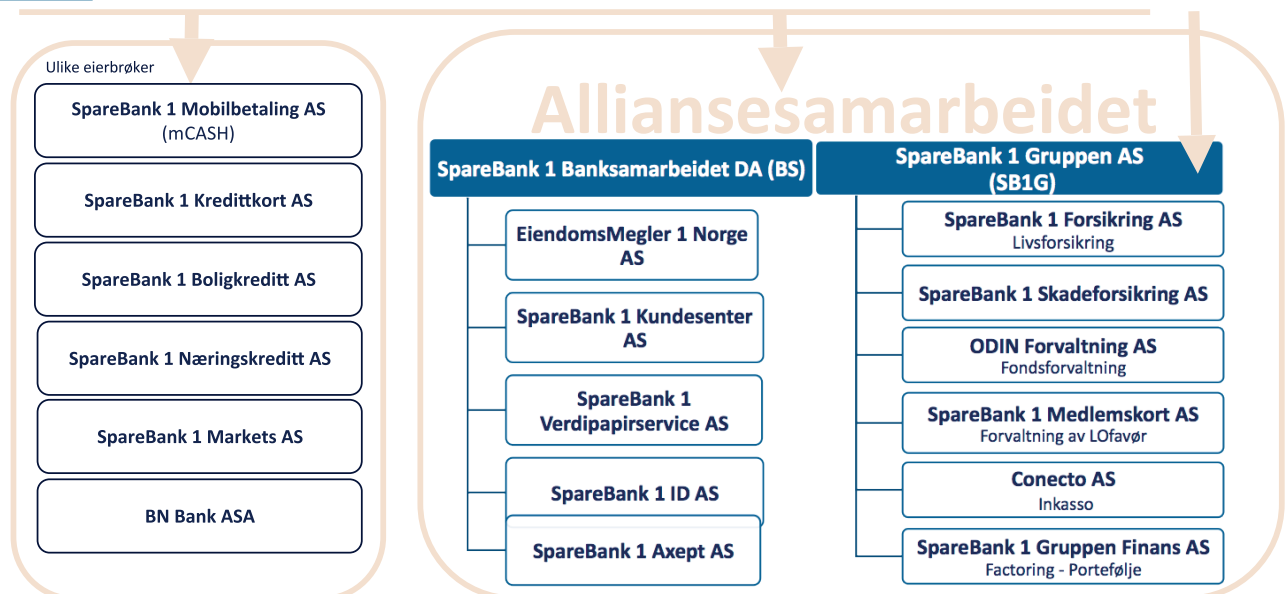 Ulike eierbrøker
SpareBank 1 Mobilbetaling AS
(mCASH)
SpareBank 1 Kredittkort AS
SpareBank 1 Boligkreditt AS
SpareBank 1 Næringskreditt AS
SpareBank 1 Markets AS
BN Bank ASA
Alliansesamarbeidet
SpareBank 1 Banksamarbeidet DA (BS)
EiendomsMegler 1 Norge
AS
SpareBank 1 Kundesenter
AS
SpareBank 1
Verdipapirservice AS
SpareBank 1 ID AS
SpareBank 1 Axept AS
SpareBank 1 Gruppen AS
(SB1G)
SpareBank 1 Forsikring AS
Livsforsikring
SpareBank 1 Skadeforsikring AS
ODIN Forvaltning AS
Fondsforvaltning
SpareBank 1 Medlemskort AS
Forvaltning av LOfavør
Conecto AS
Inkasso
SpareBank 1 Gruppen Finans AS
Factoring - Portefølje